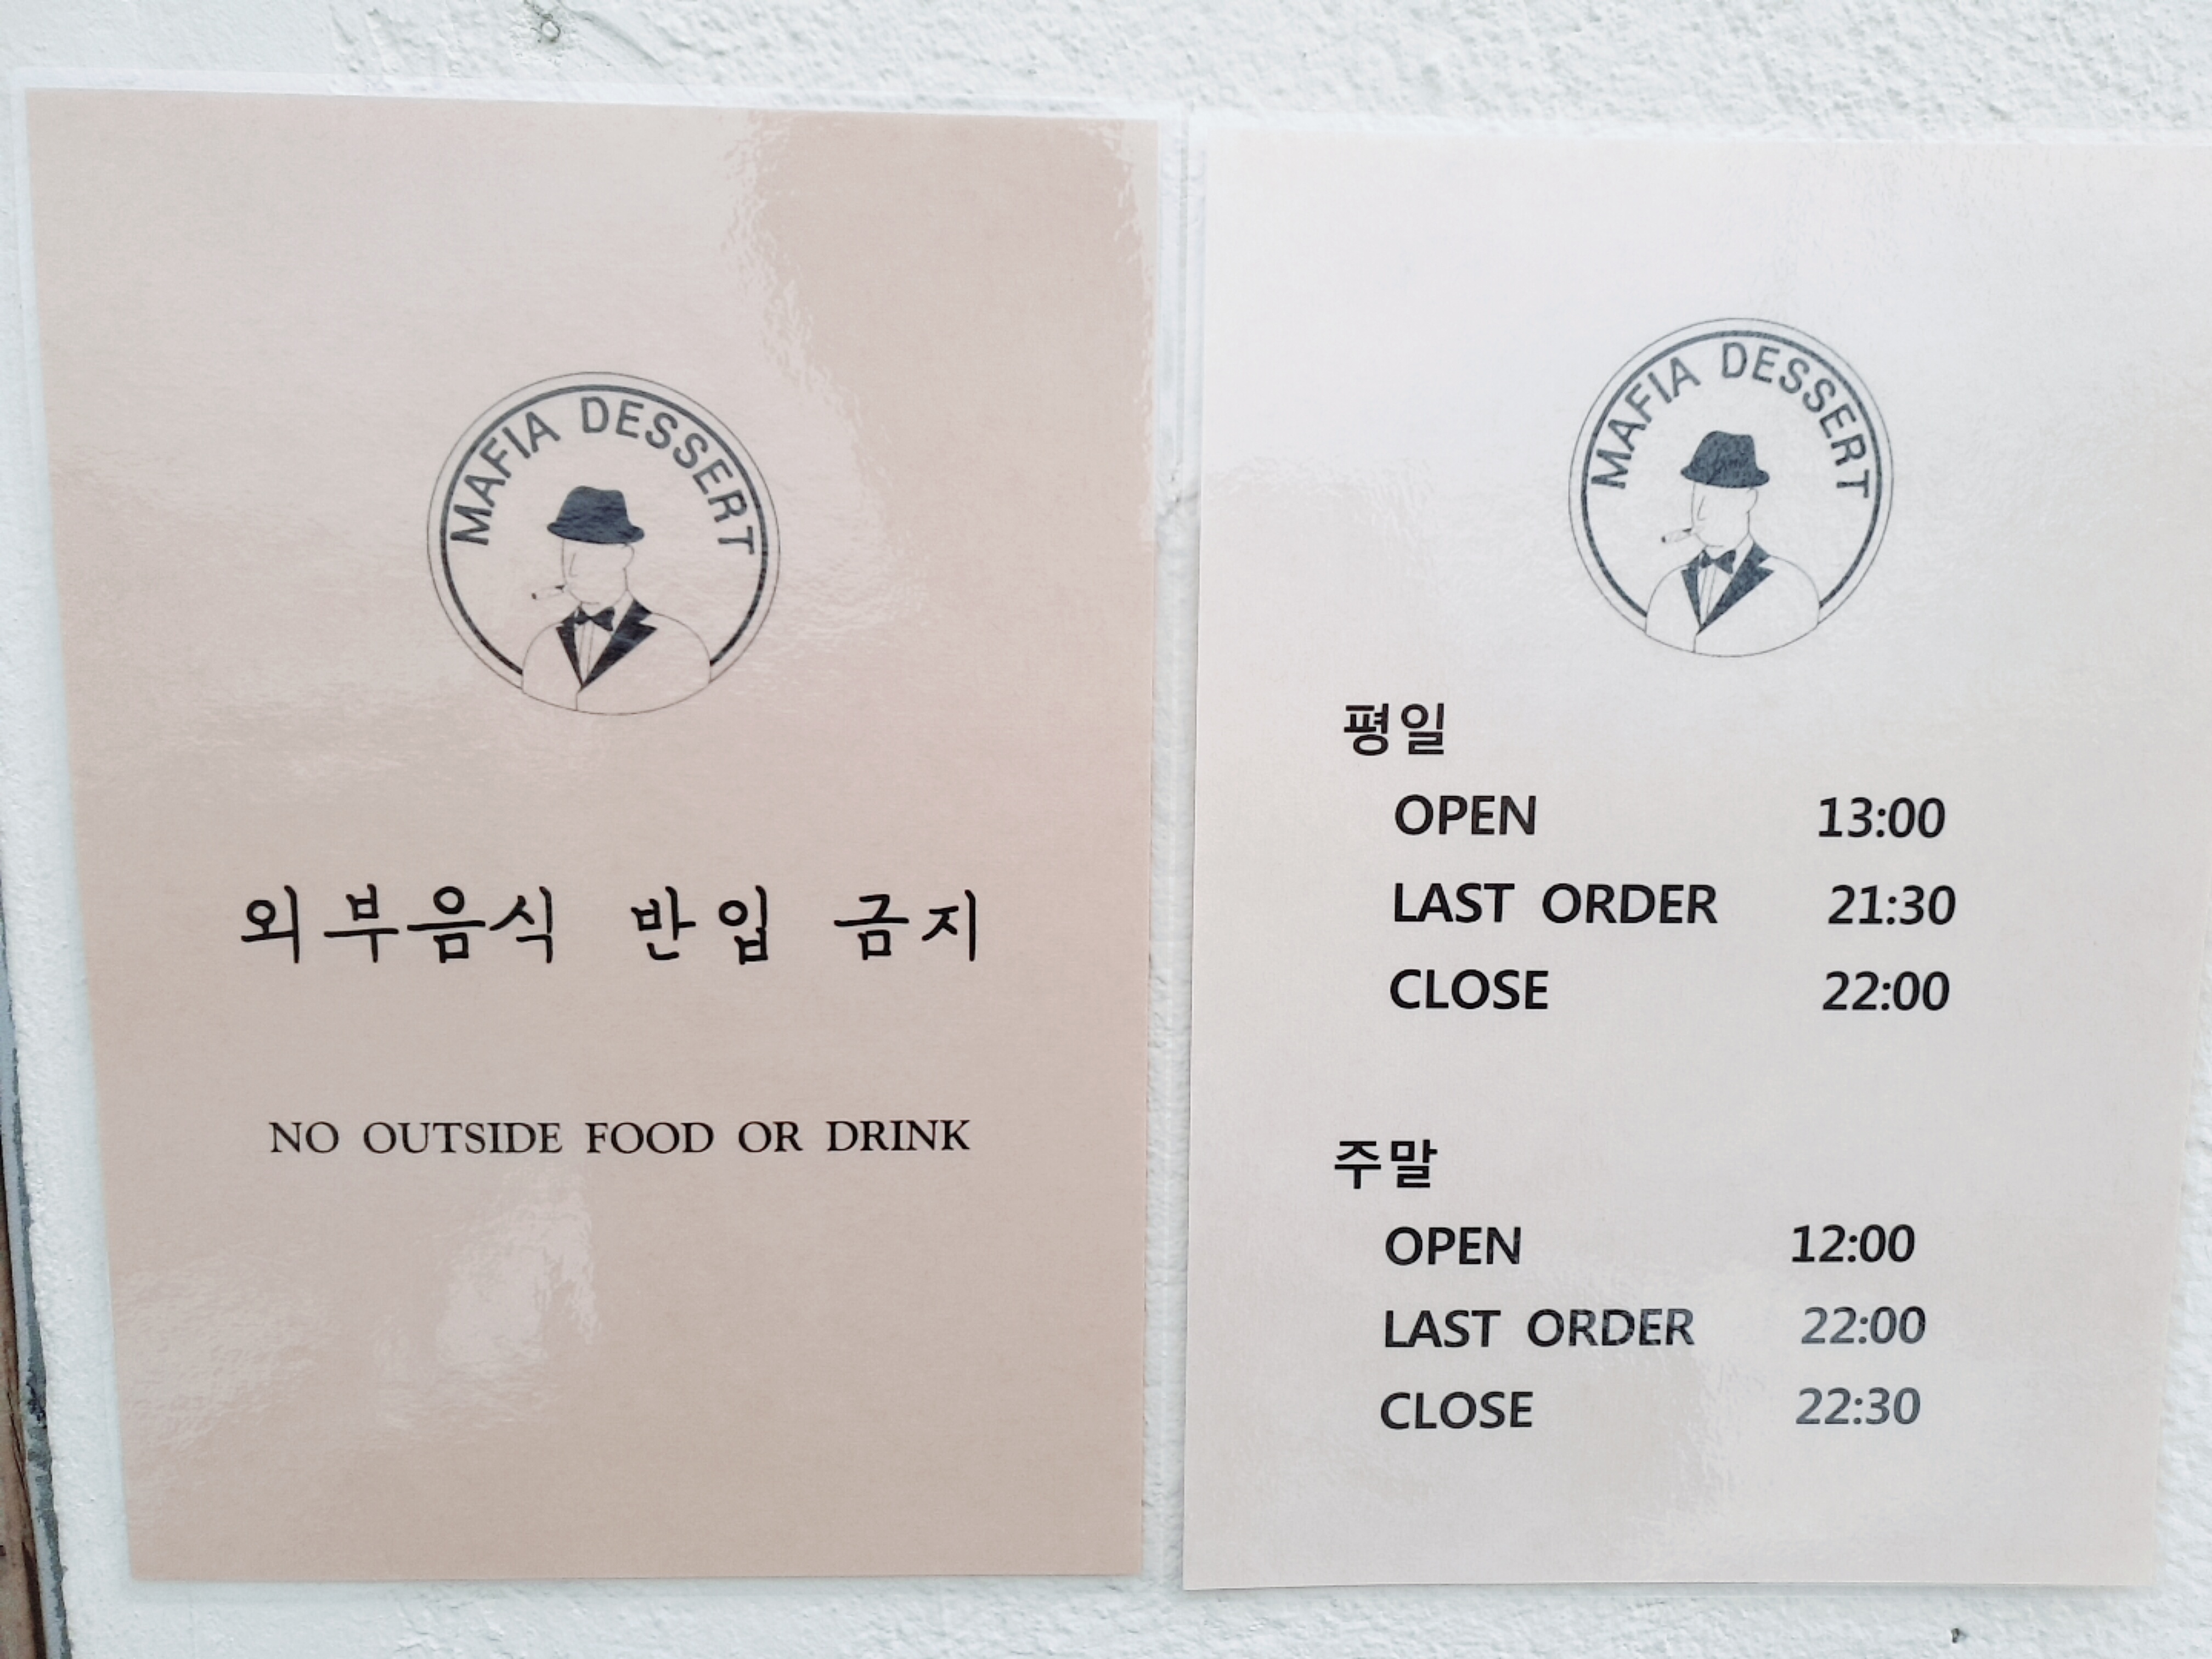 MAFIA DESSERT
외부음식 반입 금지
NO OUTSIDE FOOD OR DRINK
MAFIA DESSERT
평일
OPEN 13:00
LAST ORDER 21:30
CLOSE 22:00
주말
OPEN 12:00
LAST ORDER 22:00
CLOSE 22:30